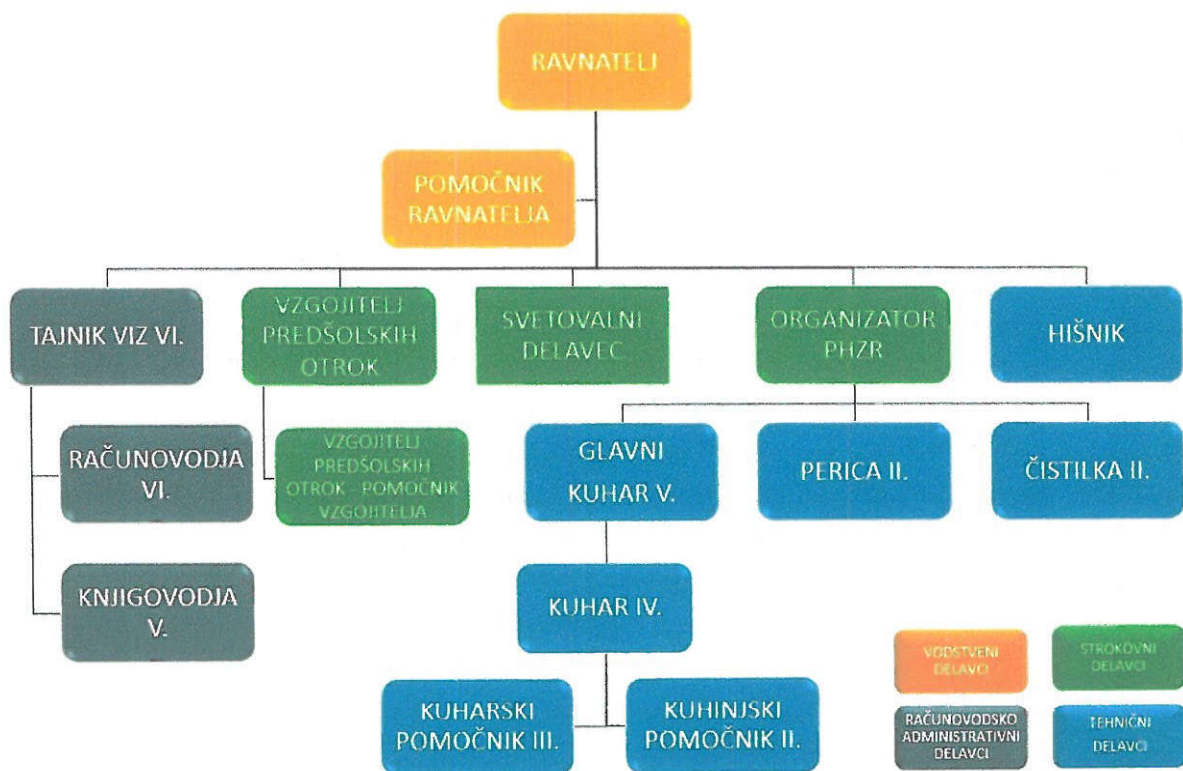 RAVNATELJ
POMOČNIK
RAVNATELJA
TAJNIK VIZ VI.
VZGOJITELJ
PREDŠOLSKIH
OTROK
SVETOVALNI
DELAVEC
ORGANIZATOR
PHZR
HIŠNIK
RAČUNOVODJA
VI.
VZGOJITELJ
PREDŠOLSKIH
OTROK - POMOČNIK
VZGOJITELJA
GLAVNI
KUHAR V.
PERICA II.
ČISTILKA II.
KNJIGOVODJA
V.
KUHAR IV.
KUHARSKI
POMOČNIK III.
KUHINJSKI
POMOČNIK II.
VODSTVENI
DELAVCI
STROKOVNI
DELAVCI
RAČUNOVODSKO
ADMINISTRATIVNI
DELAVCI
TEHNIČNI
DELAVCI